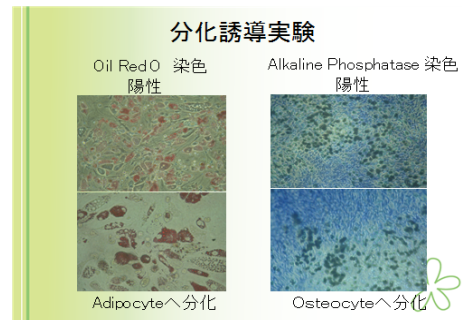 分化誘導実験
Oil Red O 染色
陽性
Alkaline Phosphatase 染色
陽性
Adipocyteへ分化
Osteocyteへ分化